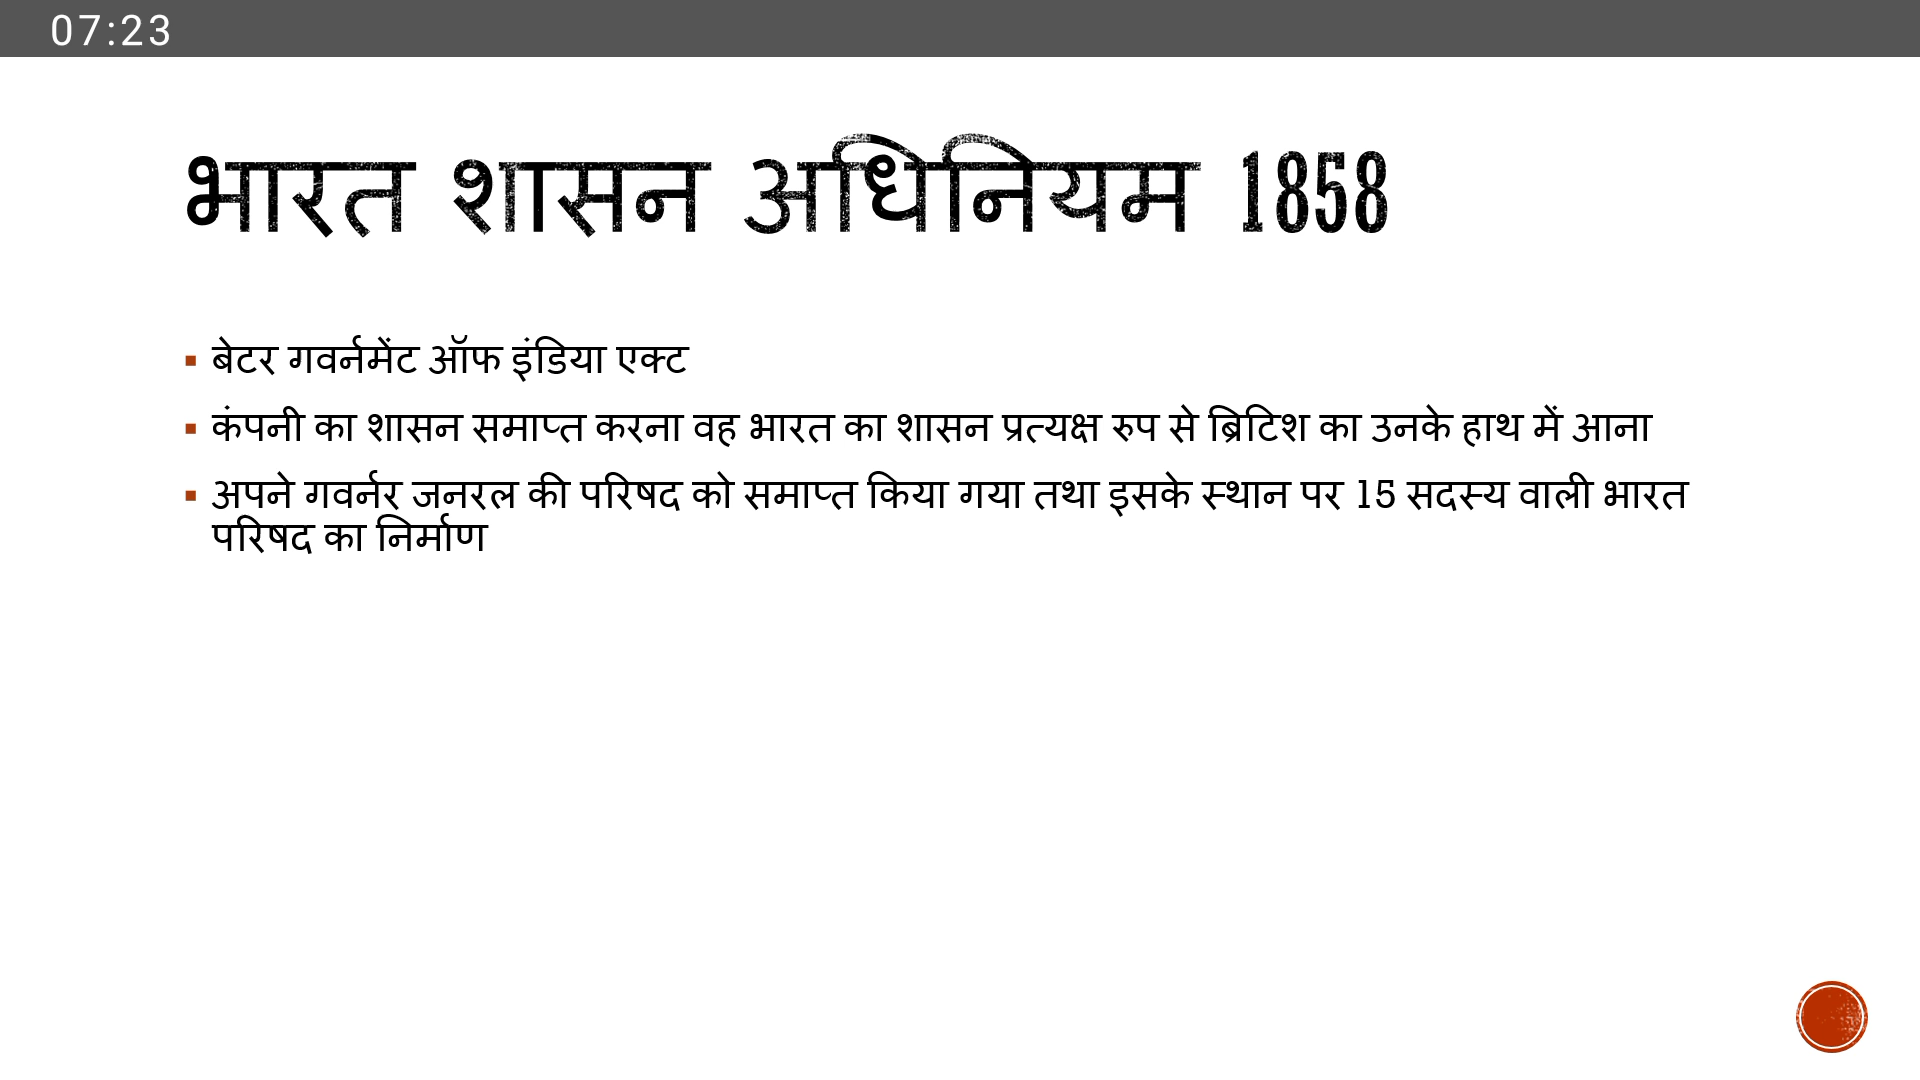 07:23
भारत शासन अधिनियम 1858
▪ बेटर गवर्नमेंट ऑफ इंडिया एक्ट
▪ कंपनी का शासन समाप्त करना वह भारत का शासन प्रत्यक्ष रुप से ब्रिटिश का उनके हाथ में आना
▪ अपने गवर्नर जनरल की परिषद को समाप्त किया गया तथा इसके स्थान पर 15 सदस्य वाली भारत
परिषद का निर्माण